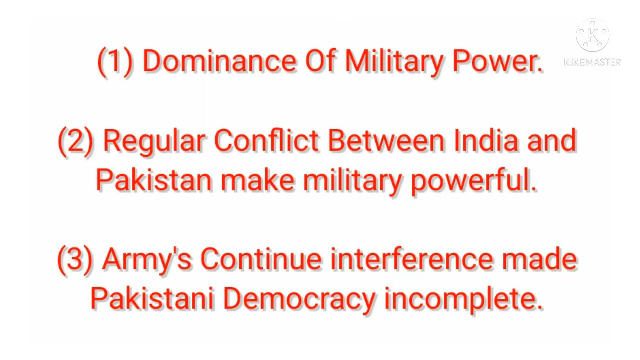 (1) Dominance Of Military Power.
(2) Regular Conflict Between India and
Pakistan make military powerful.
(3) Army's Continue interference made
Pakistani Democracy incomplete.
KINEMASTER